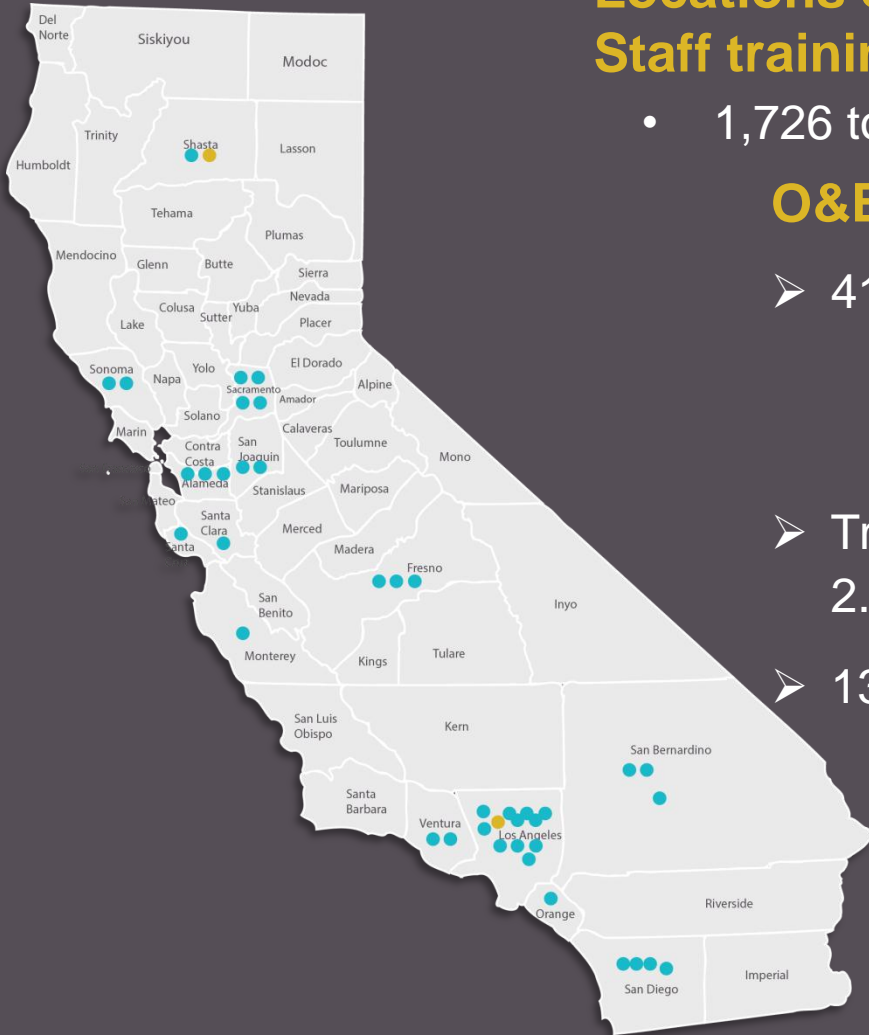 Locations
Staff trainin
• 1,726 to
O&E
➤ 41
➤ Tr
2.
➤ 13
Del
Norte
Siskiyou
Modoc
Humboldt
Trinity
Shasta
Lasson
Tehama
Plumas
Mendocino
Glenn
Butte
Sierra
Nevada
Colusa
Sutter
Yuba
Placer
Lake
Sonoma
Napa
Yolo
El Dorado
Sacramento
Amador
Alpine
Solano
Marin
Contra
Costa
San
Joaquin
Calaveras
Toulumne
Mono
Alameda
Stanislaus
Mariposa
ateo
Santa
Clara
Merced
Santa
Madera
Fresno
San
Benito
Inyo
Monterey
Kings
Tulare
San Luis
Obispo
Kern
San Bernardino
Santa
Barbara
Ventura
Los Angeles
Orange
Riverside
San Diego
Imperial